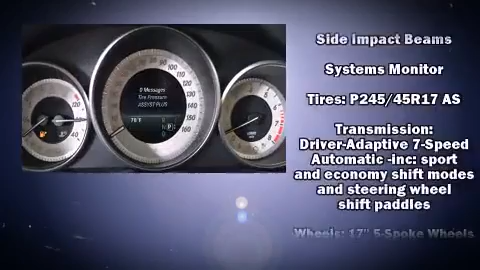 Side Impact Beams
Systems Monitor
Tires: P245/45R17 AS
Transmission:
Driver-Adaptive 7-Speed
Automatic -inc: sport
and economy shift modes
and steering wheel
shift paddles
Wheels: 17" 5-Spoke Wheels
0 Messages
Tire Pressure
ASSYST PLUS